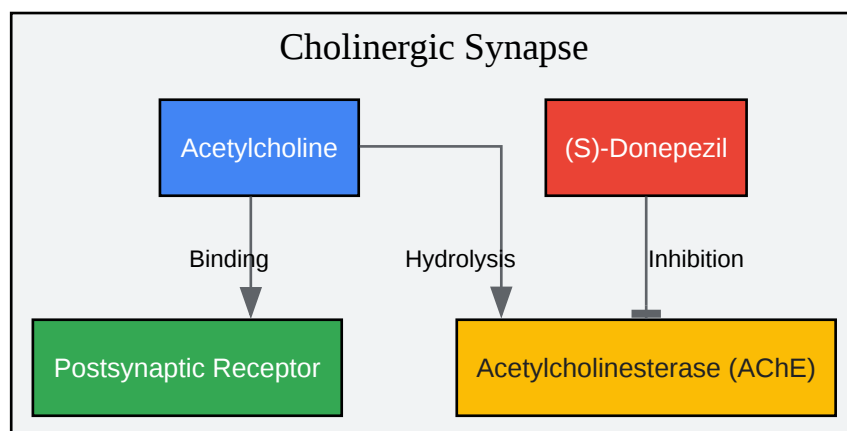 Cholinergic Synapse
Acetylcholine
(S)-Donepezil
Binding
Hydrolysis
Inhibition
Postsynaptic Receptor
Acetylcholinesterase (AChE)